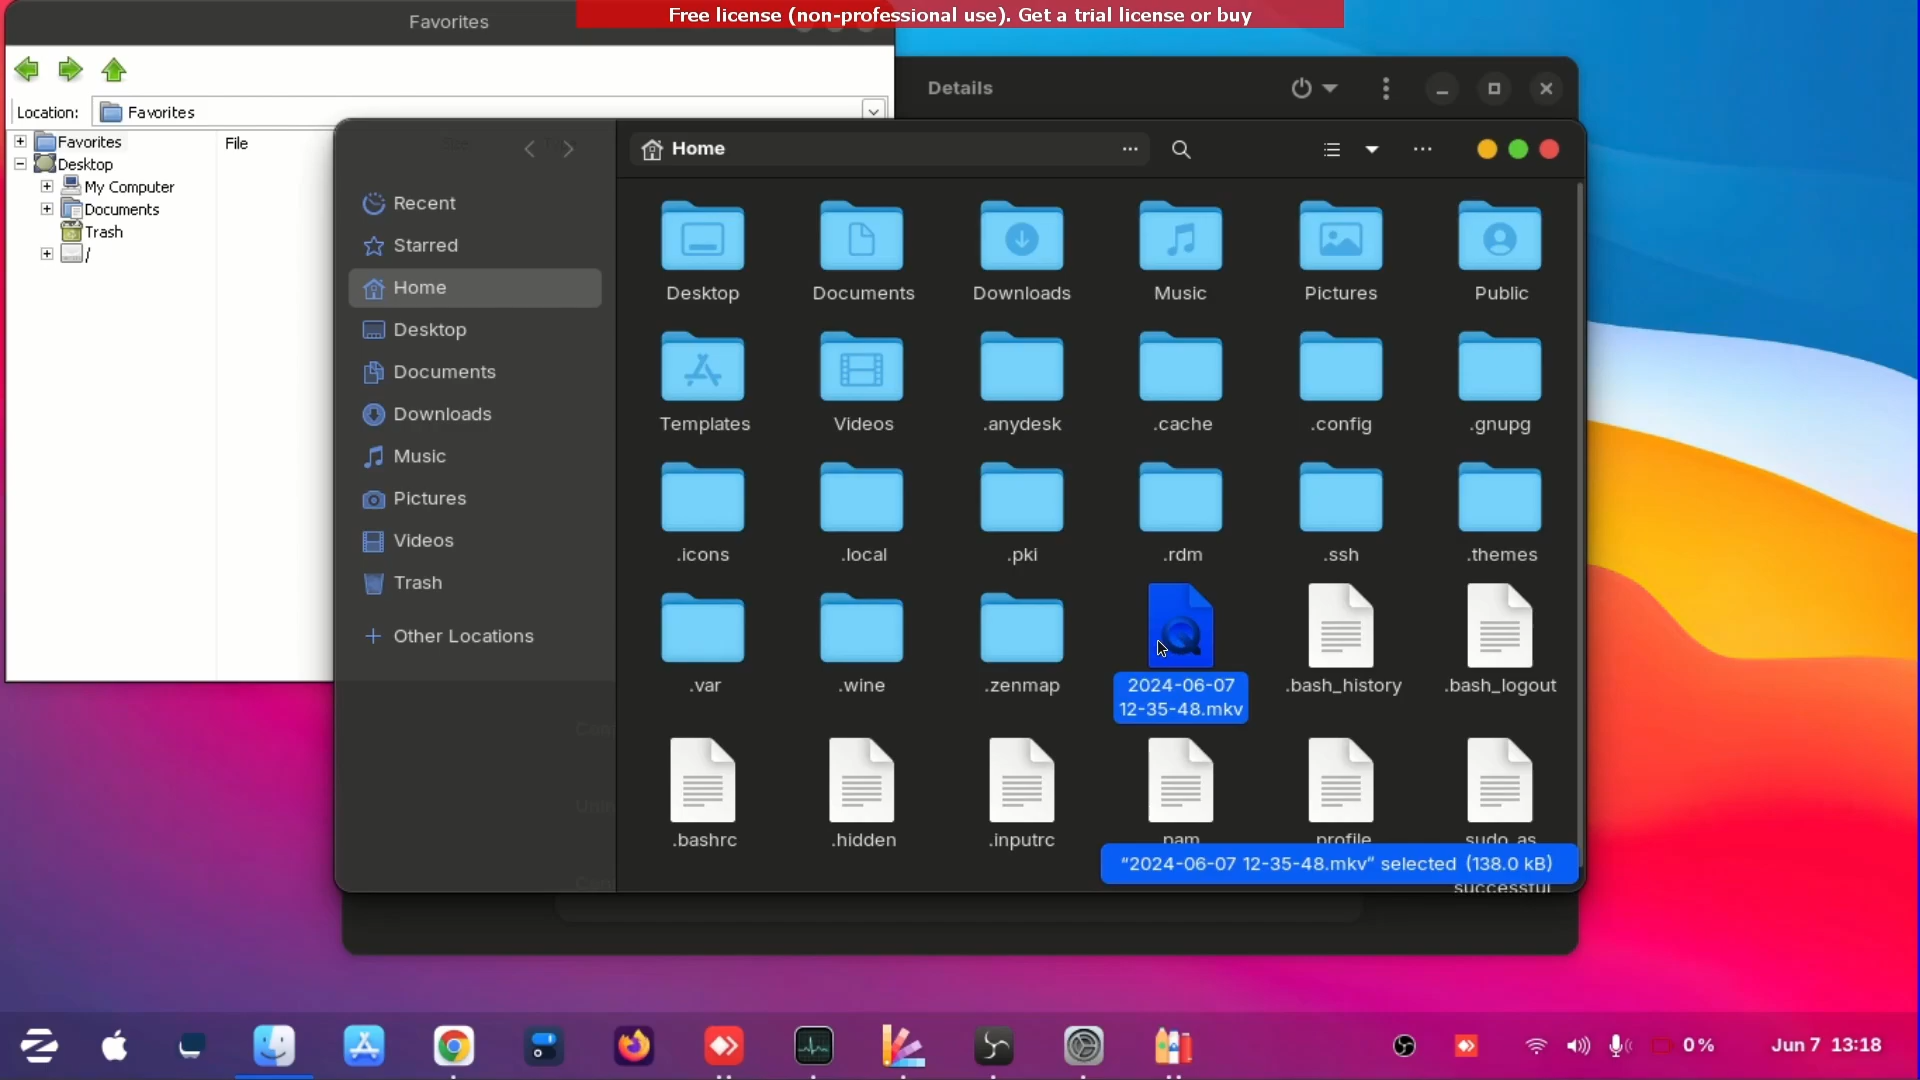 Favorites
Free license (non-professional use). Get a trial license or buy
Location:
Favorites
Favorites
File
Desktop
My Computer
Documents
Trash
/
Details
Home
Recent
Starred
Home
Desktop
Documents
Downloads
Music
Pictures
Videos
Trash
Other Locations
Desktop
Documents
Downloads
Music
Pictures
Public
Templates
Videos
.anydesk
.cache
.config
.gnupg
.icons
.local
.pki
.rdm
.ssh
.themes
.var
.wine
.zenmap
2024-06-07
12-35-48.mkv
.bash_history
.bash_logout
.bashrc
.hidden
.inputrc
"2024-06-07 12-35-48.mkv" selected (138.0 kB)
0 %
Jun 7 13:18